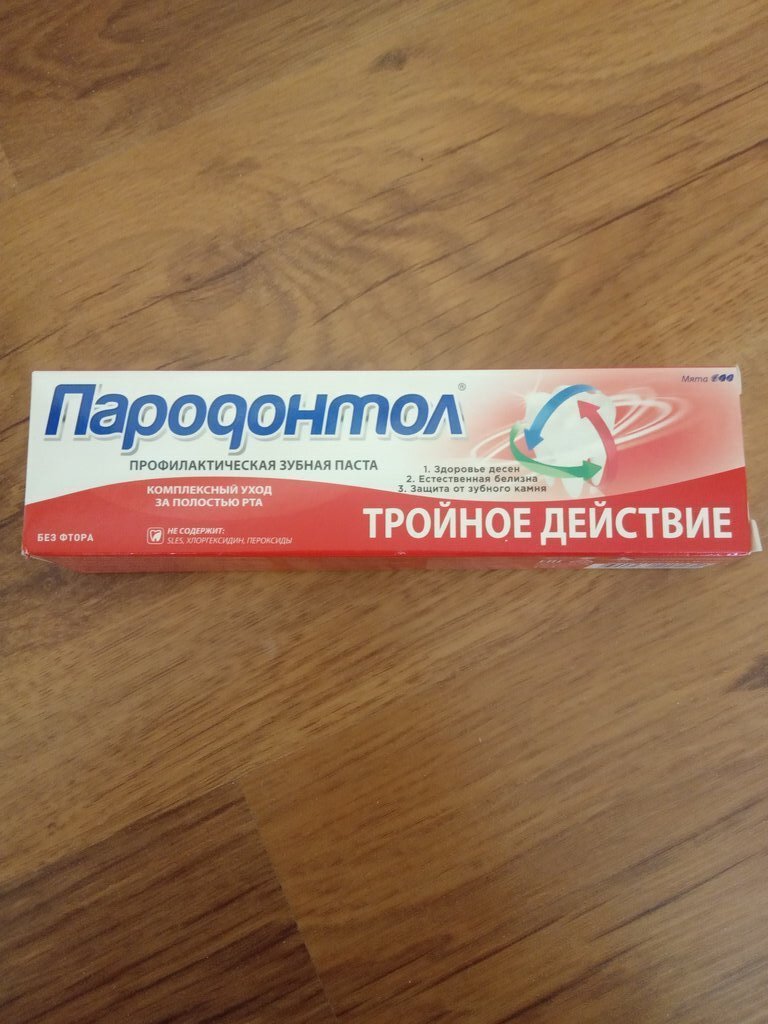 Пародонтол®
Мята
ПРОФИЛАКТИЧЕСКАЯ ЗУБНАЯ ПАСТА
КОМПЛЕКСНЫЙ УХОД
ЗА ПОЛОСТЬЮ РТА
1. Здоровье десен
2. Естественная белизна
3. Защита от зубного камня
ТРОЙНОЕ ДЕЙСТВИЕ
БЕЗ ФТОРА
НЕ СОДЕРЖИТ:
SLES, ХЛОРГЕКСИДИН, ПЕРОКСИДЫ